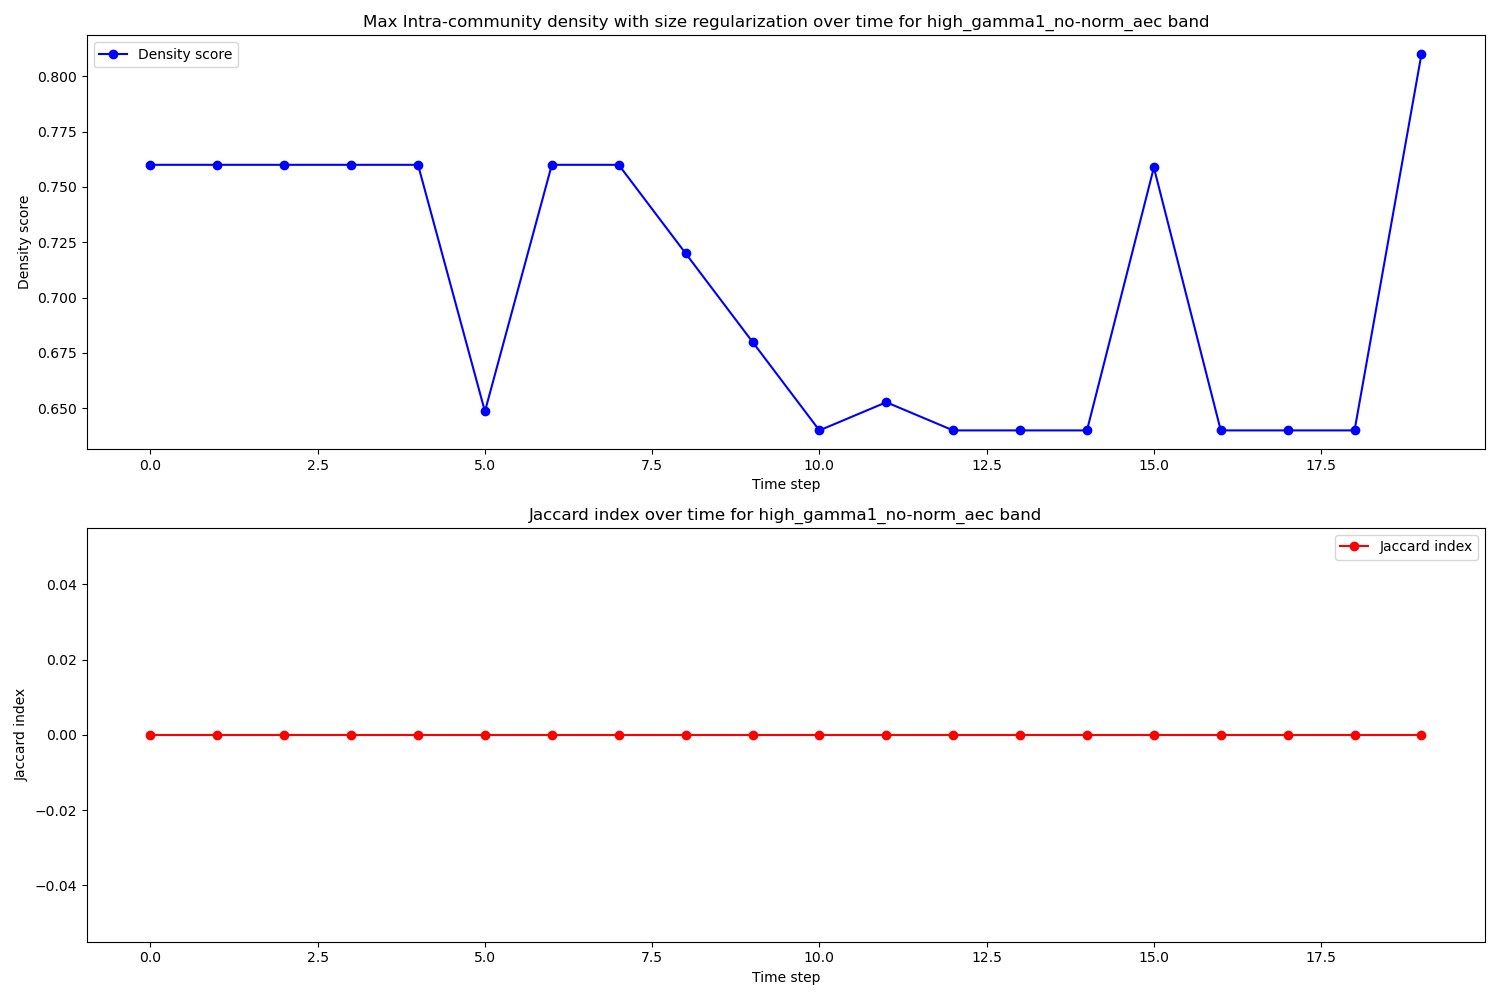 Max Intra-community density with size regularization over time for high_gamma1_no-norm_aec band
Density score
0.800
0.775
0.750
0.725
0.700
0.675
0.650
Density score
0.0 2.5 5.0 7.5 10.0 12.5 15.0 17.5
Time step
Jaccard index over time for high_gamma1_no-norm_aec band
Jaccard index
0.04
0.02
0.00
−0.02
−0.04
Jaccard index
0.0 2.5 5.0 7.5 10.0 12.5 15.0 17.5
Time step